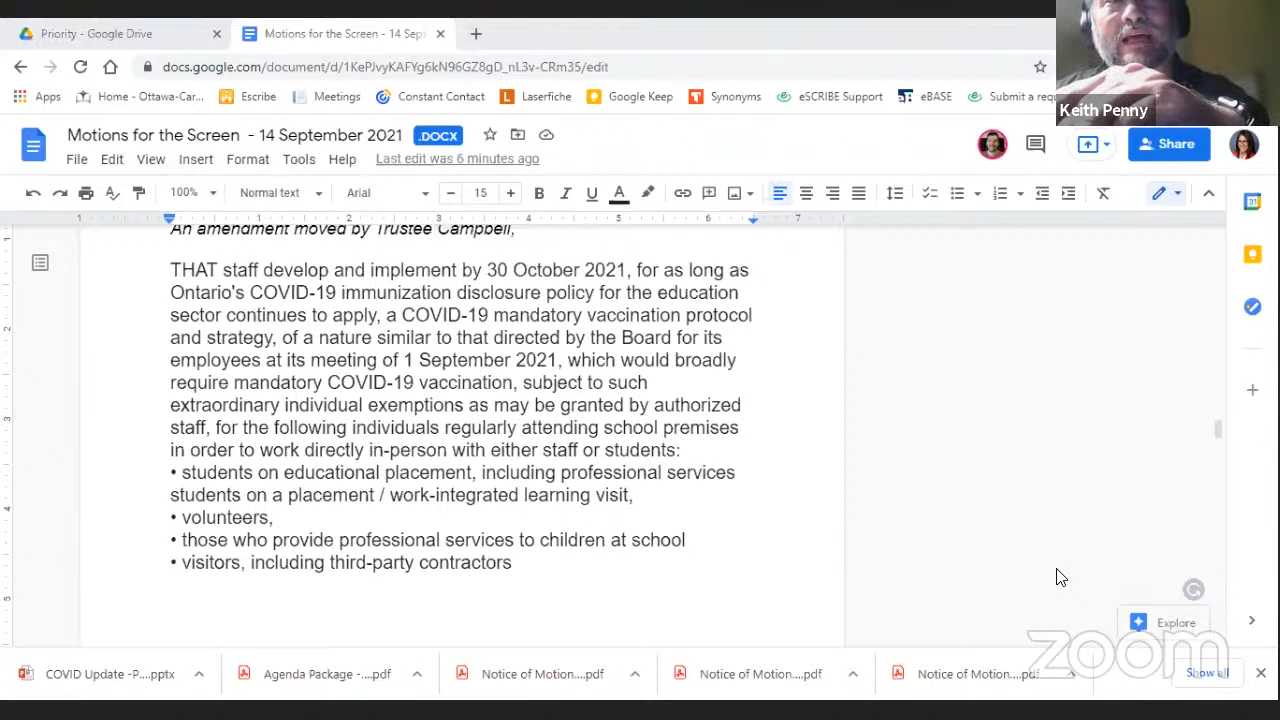 Priority - Google Drive
Motions for the Screen - 14 Sep
docs.google.com/document/d/1KePJvyKAFYg6kN96GZ8gD_nL3v-CRm35/edit
Apps
Home - Ottawa-Car...
Escribe
Meetings
Constant Contact
Laserfiche
Google Keep
Synonyms
eSCRIBE Support
eBASE
Submit a requ
Keith Penny
Motions for the Screen - 14 September 2021
.DOCX
Share
File Edit View Insert Format Tools Help
Last edit was 6 minutes ago
100%
Normal text
Arial
15
B I U A
1 1 2 3 4 5 6 7
An amendment moved by Trustee Campbell,
THAT staff develop and implement by 30 October 2021, for as long as
Ontario's COVID-19 immunization disclosure policy for the education
sector continues to apply, a COVID-19 mandatory vaccination protocol
and strategy, of a nature similar to that directed by the Board for its
employees at its meeting of 1 September 2021, which would broadly
require mandatory COVID-19 vaccination, subject to such
extraordinary individual exemptions as may be granted by authorized
staff, for the following individuals regularly attending school premises
in order to work directly in-person with either staff or students:
• students on educational placement, including professional services
students on a placement / work-integrated learning visit,
• volunteers,
• those who provide professional services to children at school
• visitors, including third-party contractors
Explore
zoom
COVID Update -P....pptx
Agenda Package -....pdf
Notice of Motion....pdf
Notice of Motion....pdf
Notice of Motion....pdf
Show all